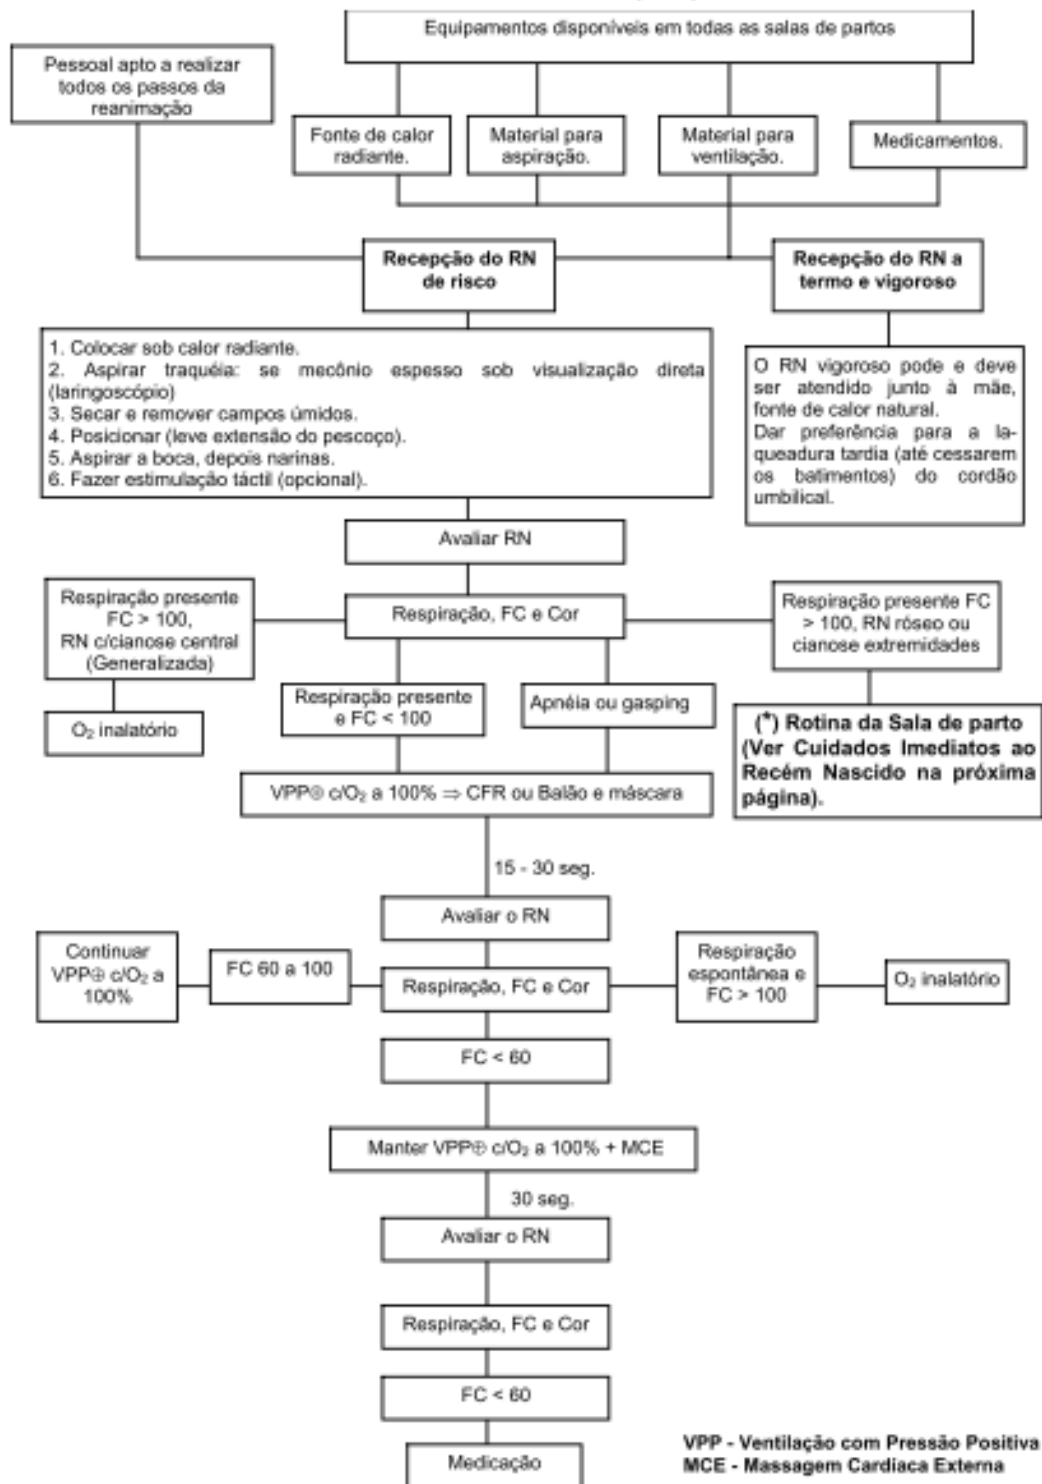 Equipamentos disponíveis em todas as salas de partos
Pessoal apto a realizar
todos os passos da
reanimação
Fonte de calor
radiante.
Material para
aspiração.
Material para
ventilação.
Medicamentos.
Recepção do RN
de risco
Recepção do RN a
termo e vigoroso
1. Colocar sob calor radiante.
2. Aspirar traquéia: se mecônio espesso sob visualização direta
(laringoscópio)
3. Secar e remover campos úmidos.
4. Posicionar (leve extensão do pescoço).
5. Aspirar a boca, depois narinas.
6. Fazer estimulação táctil (opcional).
O RN vigoroso pode e deve
ser atendido junto à mãe,
fonte de calor natural.
Dar preferência para a la-
queadura tardia (até cessarem
os batimentos) do cordão
umbilical.
Avaliar RN
Respiração presente
FC > 100,
RN c/cianose central
(Generalizada)
Respiração, FC e Cor
Respiração presente FC
> 100, RN róseo ou
cianose extremidades
O₂ inalatório
Respiração presente
e FC < 100
Apnéia ou gasping
(*) Rotina da Sala de parto
(Ver Cuidados Imediatos ao
Recém Nascido na próxima
página).
VPP⊕ c/O₂ a 100% ⇒ CFR ou Balão e máscara
15 - 30 seg.
Avaliar o RN
Continuar
VPP⊕ c/O₂ a
100%
FC 60 a 100
Respiração, FC e Cor
Respiração
espontânea e
FC > 100
O₂ inalatório
FC < 60
Manter VPP⊕ c/O₂ a 100% + MCE
30 seg.
Avaliar o RN
Respiração, FC e Cor
FC < 60
Medicação
VPP - Ventilação com Pressão Positiva
MCE - Massagem Cardiaca Externa